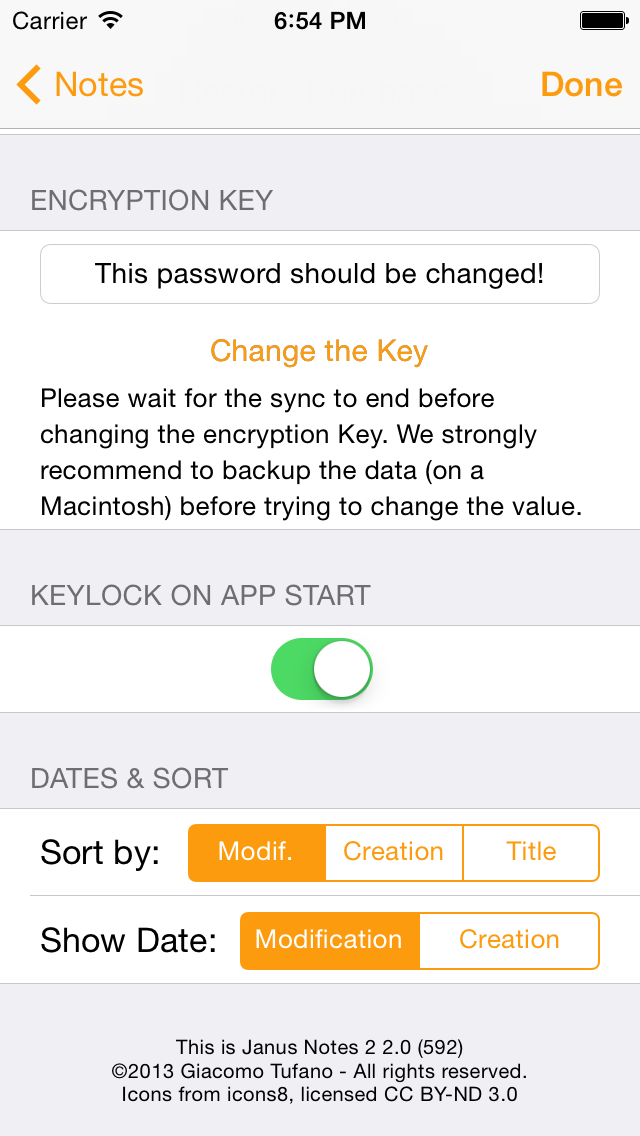 Carrier 6:54 PM
Notes Done
ENCRYPTION KEY
This password should be changed!
Change the Key
Please wait for the sync to end before
changing the encryption Key. We strongly
recommend to backup the data (on a
Macintosh) before trying to change the value.
KEYLOCK ON APP START
DATES & SORT
Sort by: Modif. Creation Title
Show Date: Modification Creation
This is Janus Notes 2 2.0 (592)
©2013 Giacomo Tufano - All rights reserved.
Icons from icons8, licensed CC BY-ND 3.0